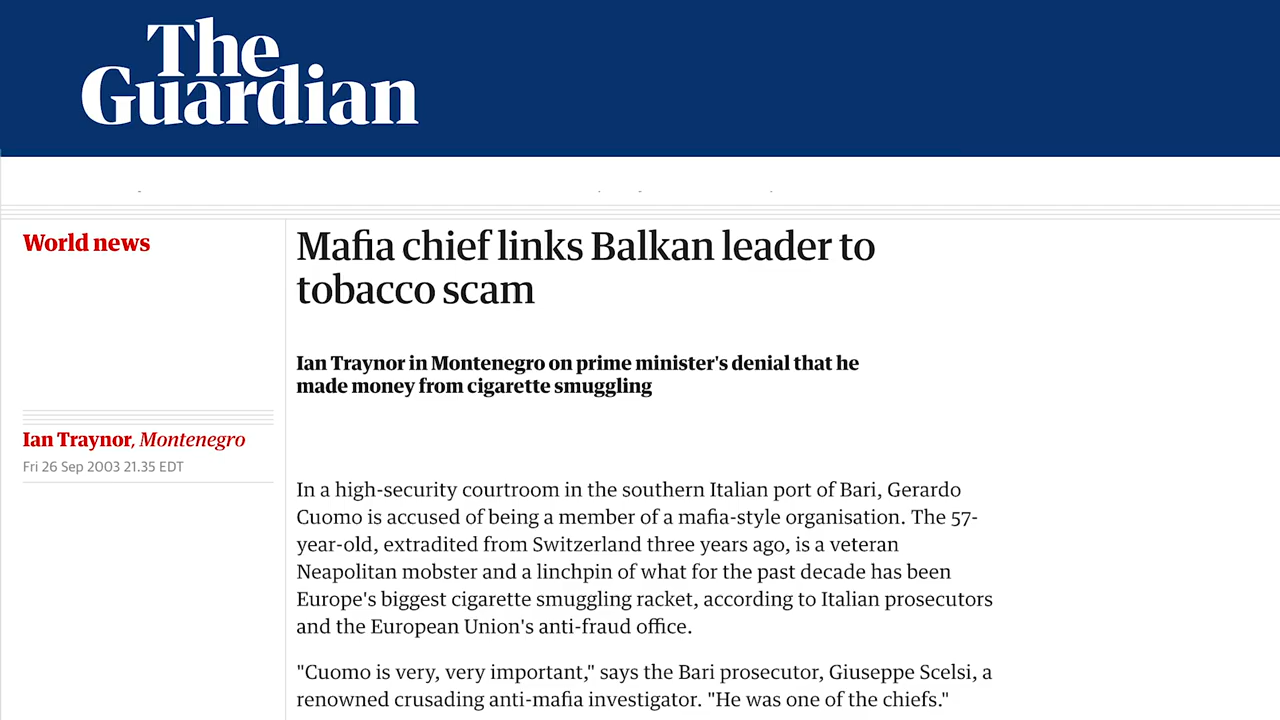 The
Guardian
World news
Mafia chief links Balkan leader to
tobacco scam
Ian Traynor in Montenegro on prime minister's denial that he
made money from cigarette smuggling
Ian Traynor, Montenegro
Fri 26 Sep 2003 21.35 EDT
In a high-security courtroom in the southern Italian port of Bari, Gerardo
Cuomo is accused of being a member of a mafia-style organisation. The 57-
year-old, extradited from Switzerland three years ago, is a veteran
Neapolitan mobster and a linchpin of what for the past decade has been
Europe's biggest cigarette smuggling racket, according to Italian prosecutors
and the European Union's anti-fraud office.
"Cuomo is very, very important," says the Bari prosecutor, Giuseppe Scelsi, a
renowned crusading anti-mafia investigator. "He was one of the chiefs."